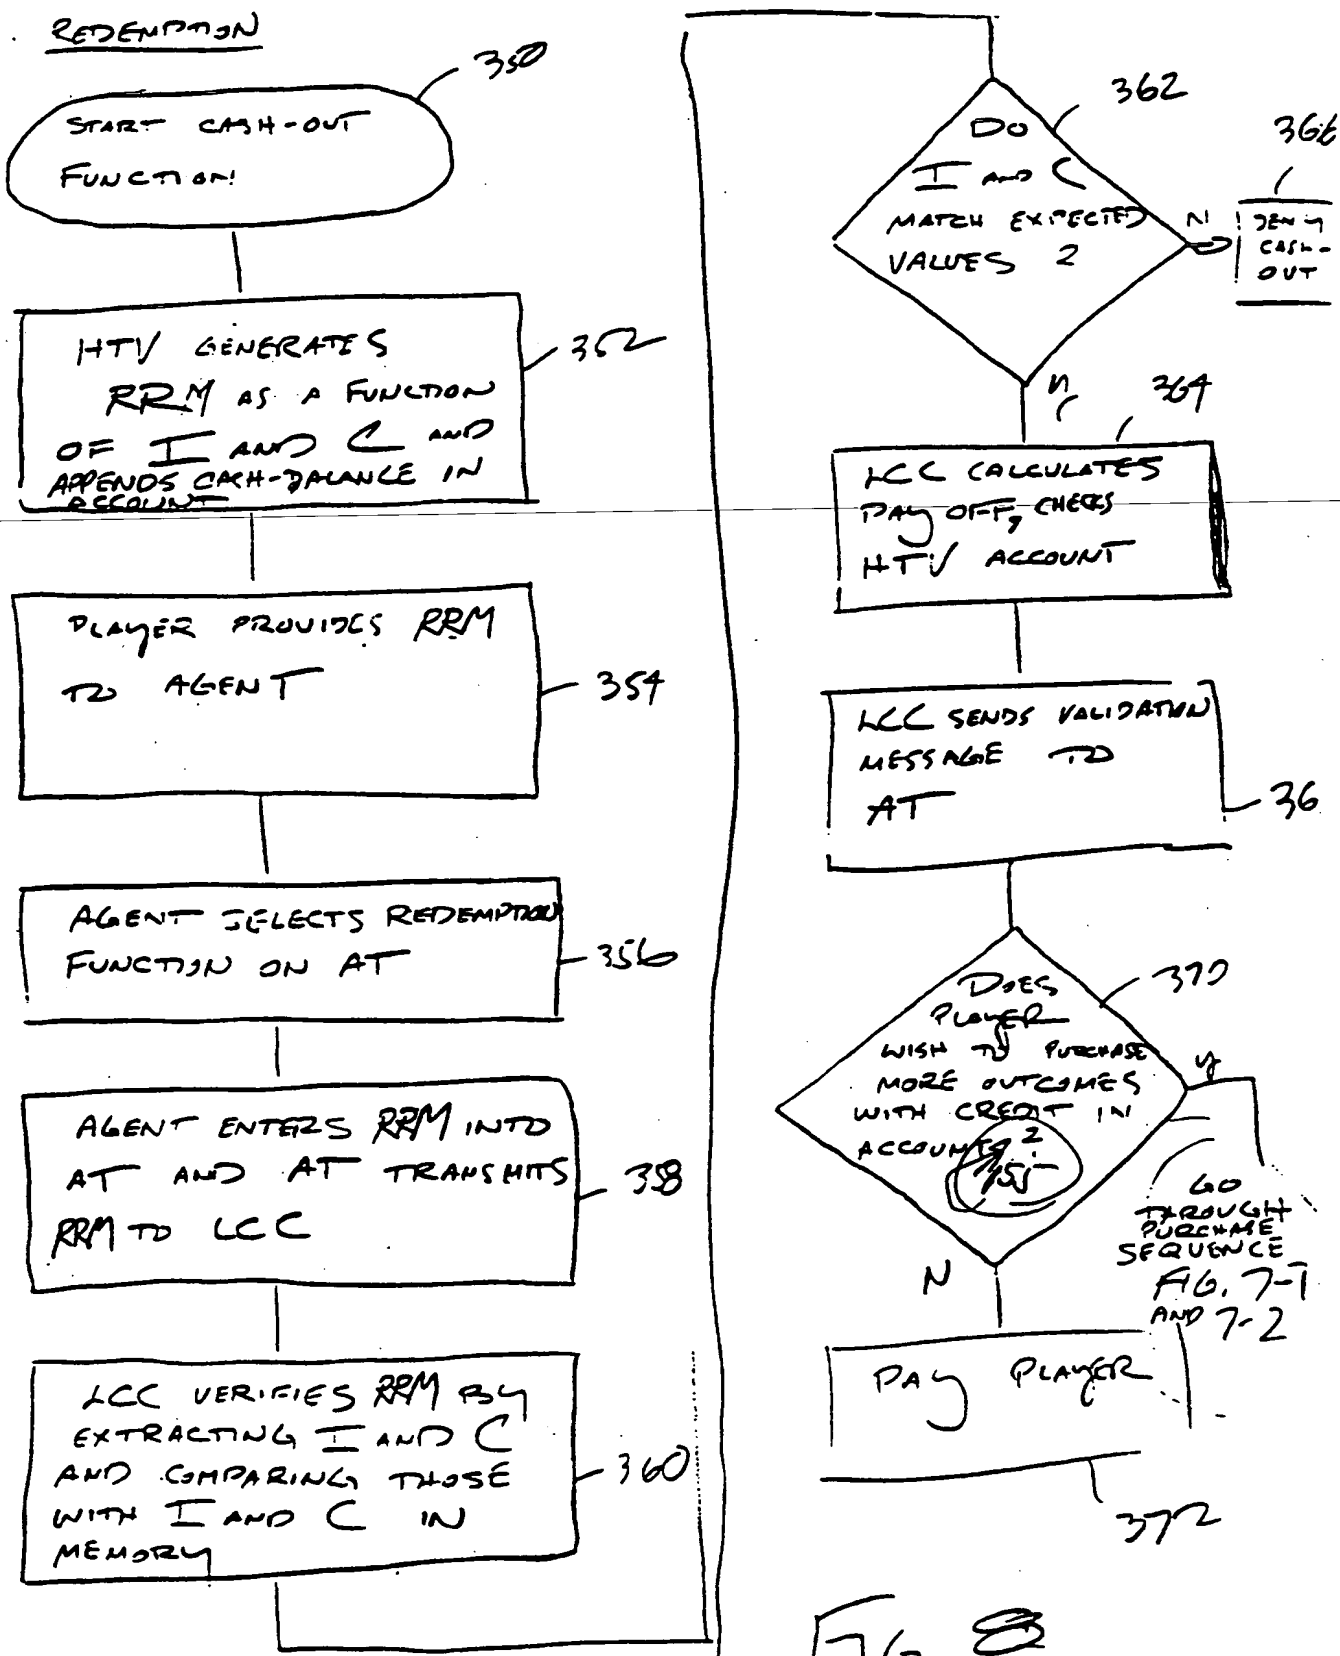 REDEMPTION
350
START CASH-OUT
FUNCTION!
HTV GENERATES
RRM AS A FUNCTION
OF I AND C AND
APPENDS CASH-BALANCE IN
ACCOUNT
352
PLAYER PROVIDES RRM
TO AGENT
354
AGENT SELECTS REDEMPTION
FUNCTION ON AT
356
AGENT ENTERS RRM INTO
AT AND AT TRANSMITS
RRM TO LCC
358
LCC VERIFIES RRM BY
EXTRACTING I AND C
AND COMPARING THOSE
WITH I AND C IN
MEMORY
360
362
DO
I AND C
MATCH EXPECTED
VALUES ?
N
366
DENY
CASH-
OUT
364
LCC CALCULATES
PAY OFF, CHECKS
HTV ACCOUNT
LCC SENDS VALIDATION
MESSAGE TO
AT
36
370
DOES
PLAYER
WISH TO PURCHASE
MORE OUTCOMES
WITH CREDIT IN
ACCOUNTS ?
Y
GO
THROUGH
PURCHASE
SEQUENCE
FIG. 7-1
AND 7-2
N
PAY PLAYER
372
FIG. 8